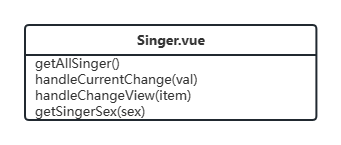 Singer.vue
getAllSinger()
handleCurrentChange(val)
handleChangeView(item)
getSingerSex(sex)